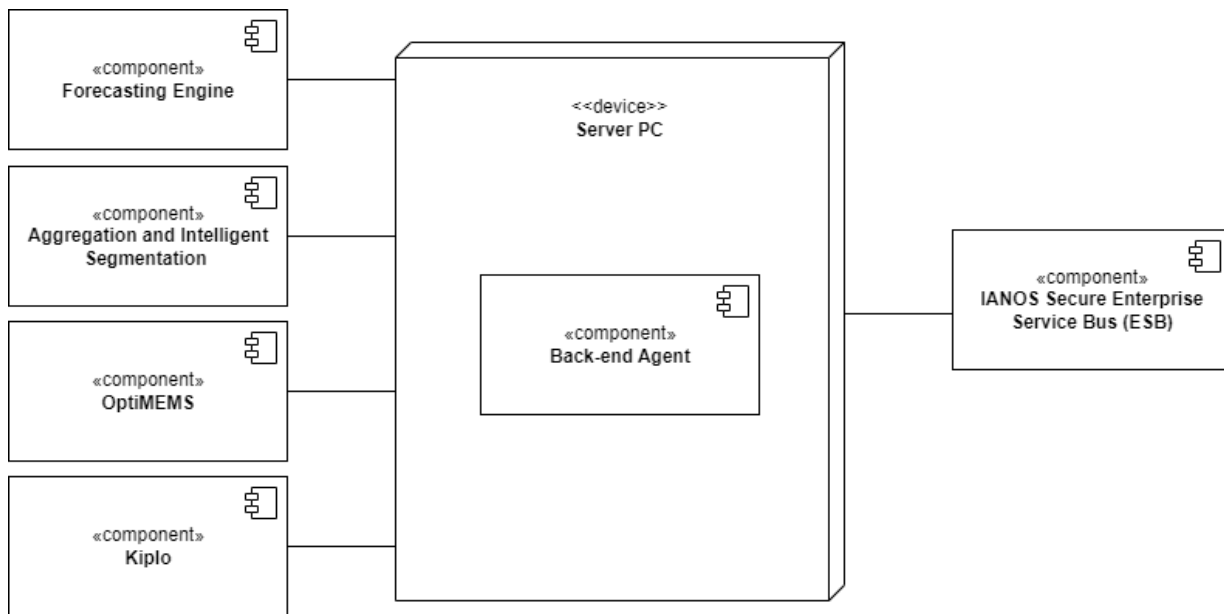 «component»
Forecasting Engine
«component»
Aggregation and Intelligent
Segmentation
«component»
OptiMEMS
«component»
Kiplo
<<device>>
Server PC
«component»
Back-end Agent
«component»
IANOS Secure Enterprise
Service Bus (ESB)